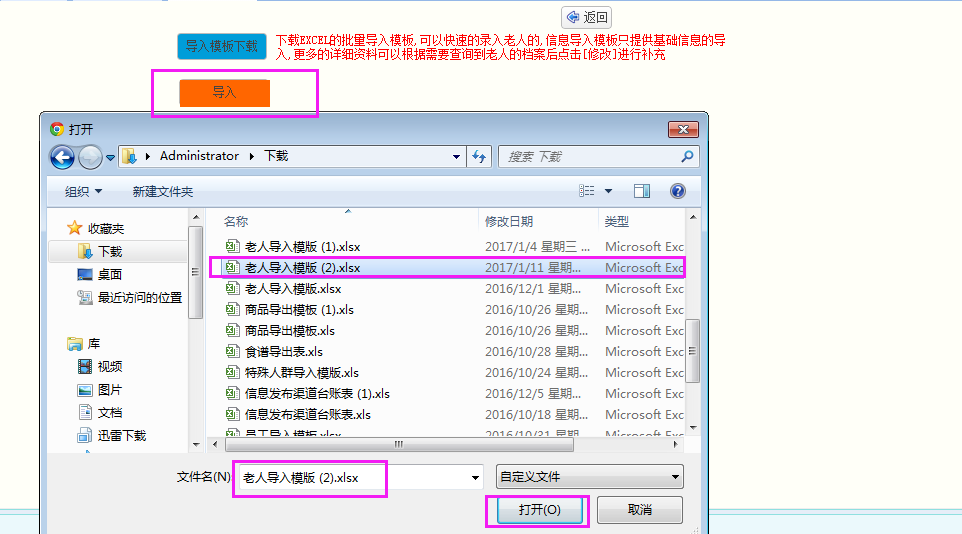 返回
导入模板下载
下载EXCEL的批量导入模板,可以快速的录入老人的,信息导入模板只提供基础信息的导
入,更多的详细资料可以根据需要查询到老人的档案后点击[修改]进行补充
导入
打开
Administrator 下载
搜索 下载
组织 新建文件夹
名称 修改日期 类型
收藏夹
下载
桌面
最近访问的位置
库
视频
图片
文档
迅雷下载
老人导入模版 (1).xlsx 2017/1/4 星期三 ... Microsoft Exc
老人导入模版 (2).xlsx 2017/1/11 星期... Microsoft Exc
老人导入模版.xlsx 2016/12/1 星期... Microsoft Exc
商品导出模板 (1).xls 2016/10/26 星期... Microsoft Exc
商品导出模板.xls 2016/10/26 星期... Microsoft Exc
食谱导出表.xls 2016/10/28 星期... Microsoft Exc
特殊人群导入模版.xls 2016/10/24 星期... Microsoft Exc
信息发布渠道台账表 (1).xls 2016/12/5 星期... Microsoft Exc
信息发布渠道台账表.xls 2016/10/18 星期... Microsoft Exc
员工导入模板.xlsx 2016/10/31 星期... Microsoft Exc
文件名(N) 老人导入模版 (2).xlsx 自定义文件
打开(O) 取消